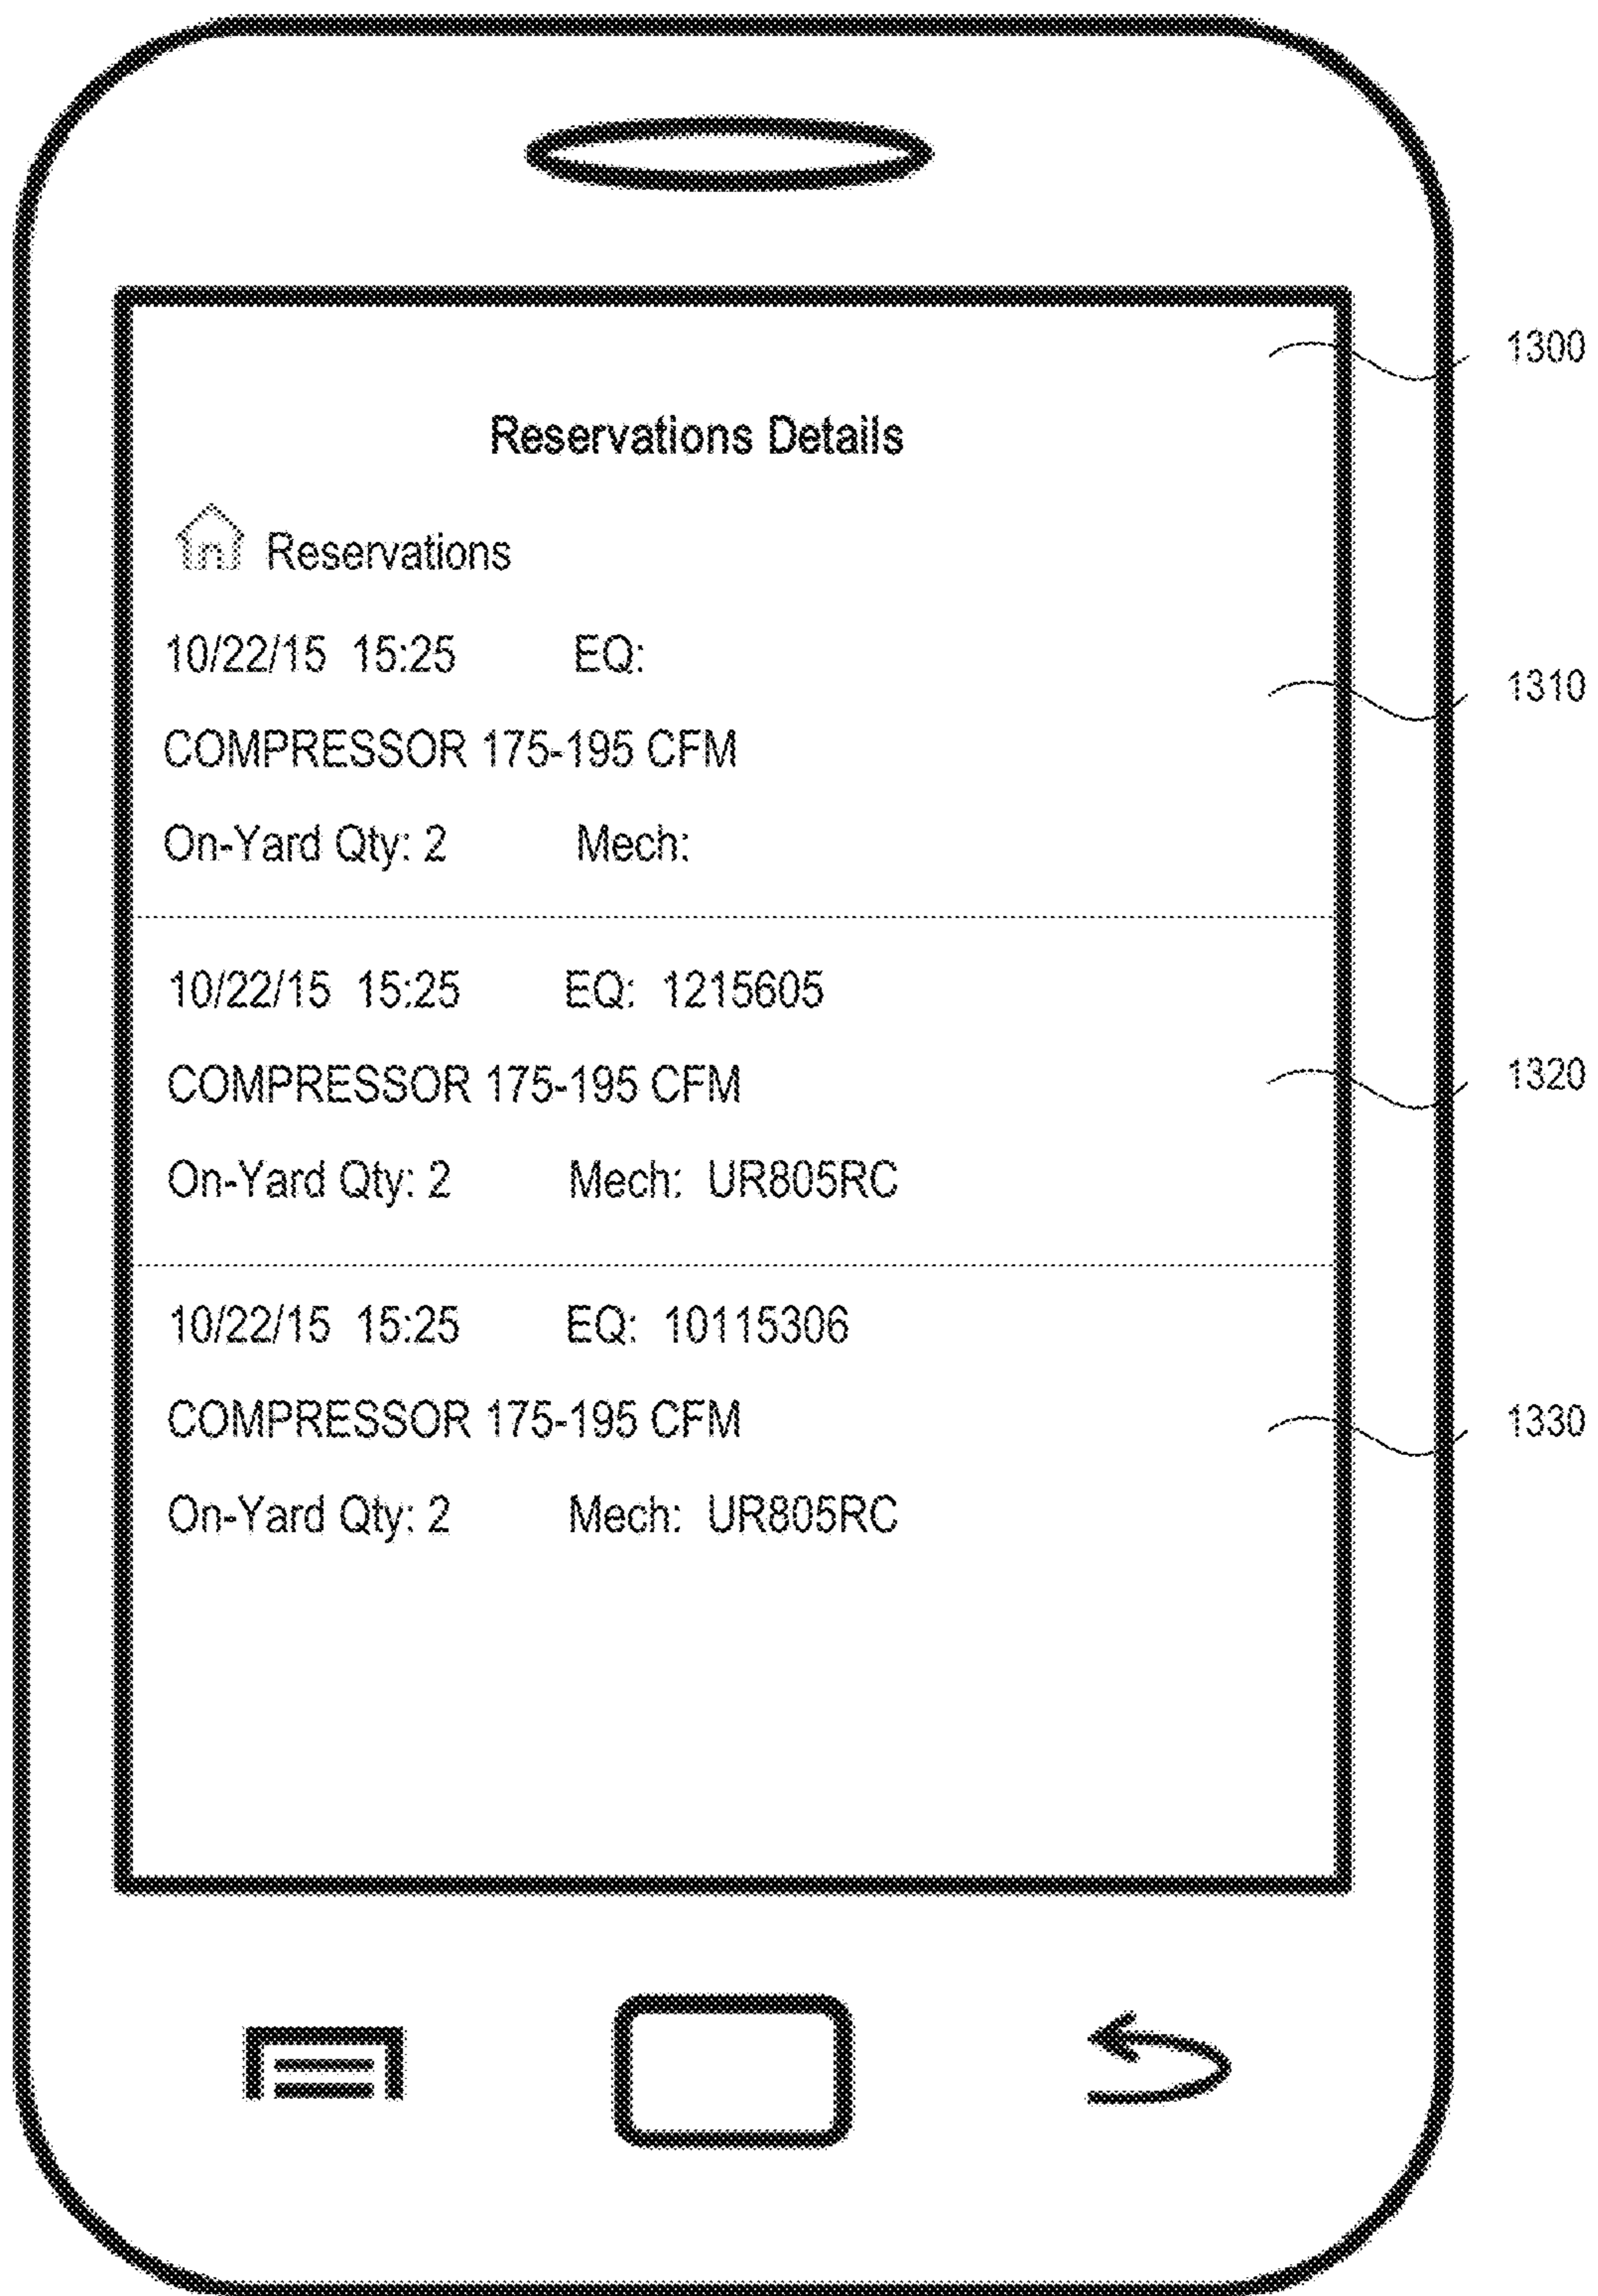 1300
Reservations Details
Reservations
10/22/15 15:25 EQ:
1310
COMPRESSOR 175-195 CFM
On-Yard Qty: 2 Mech:
10/22/15 15:25 EQ: 1215605
COMPRESSOR 175-195 CFM
1320
On-Yard Qty: 2 Mech: UR805RC
10/22/15 15:25 EQ: 10115306
COMPRESSOR 175-195 CFM
1330
On-Yard Qty: 2 Mech: UR805RC